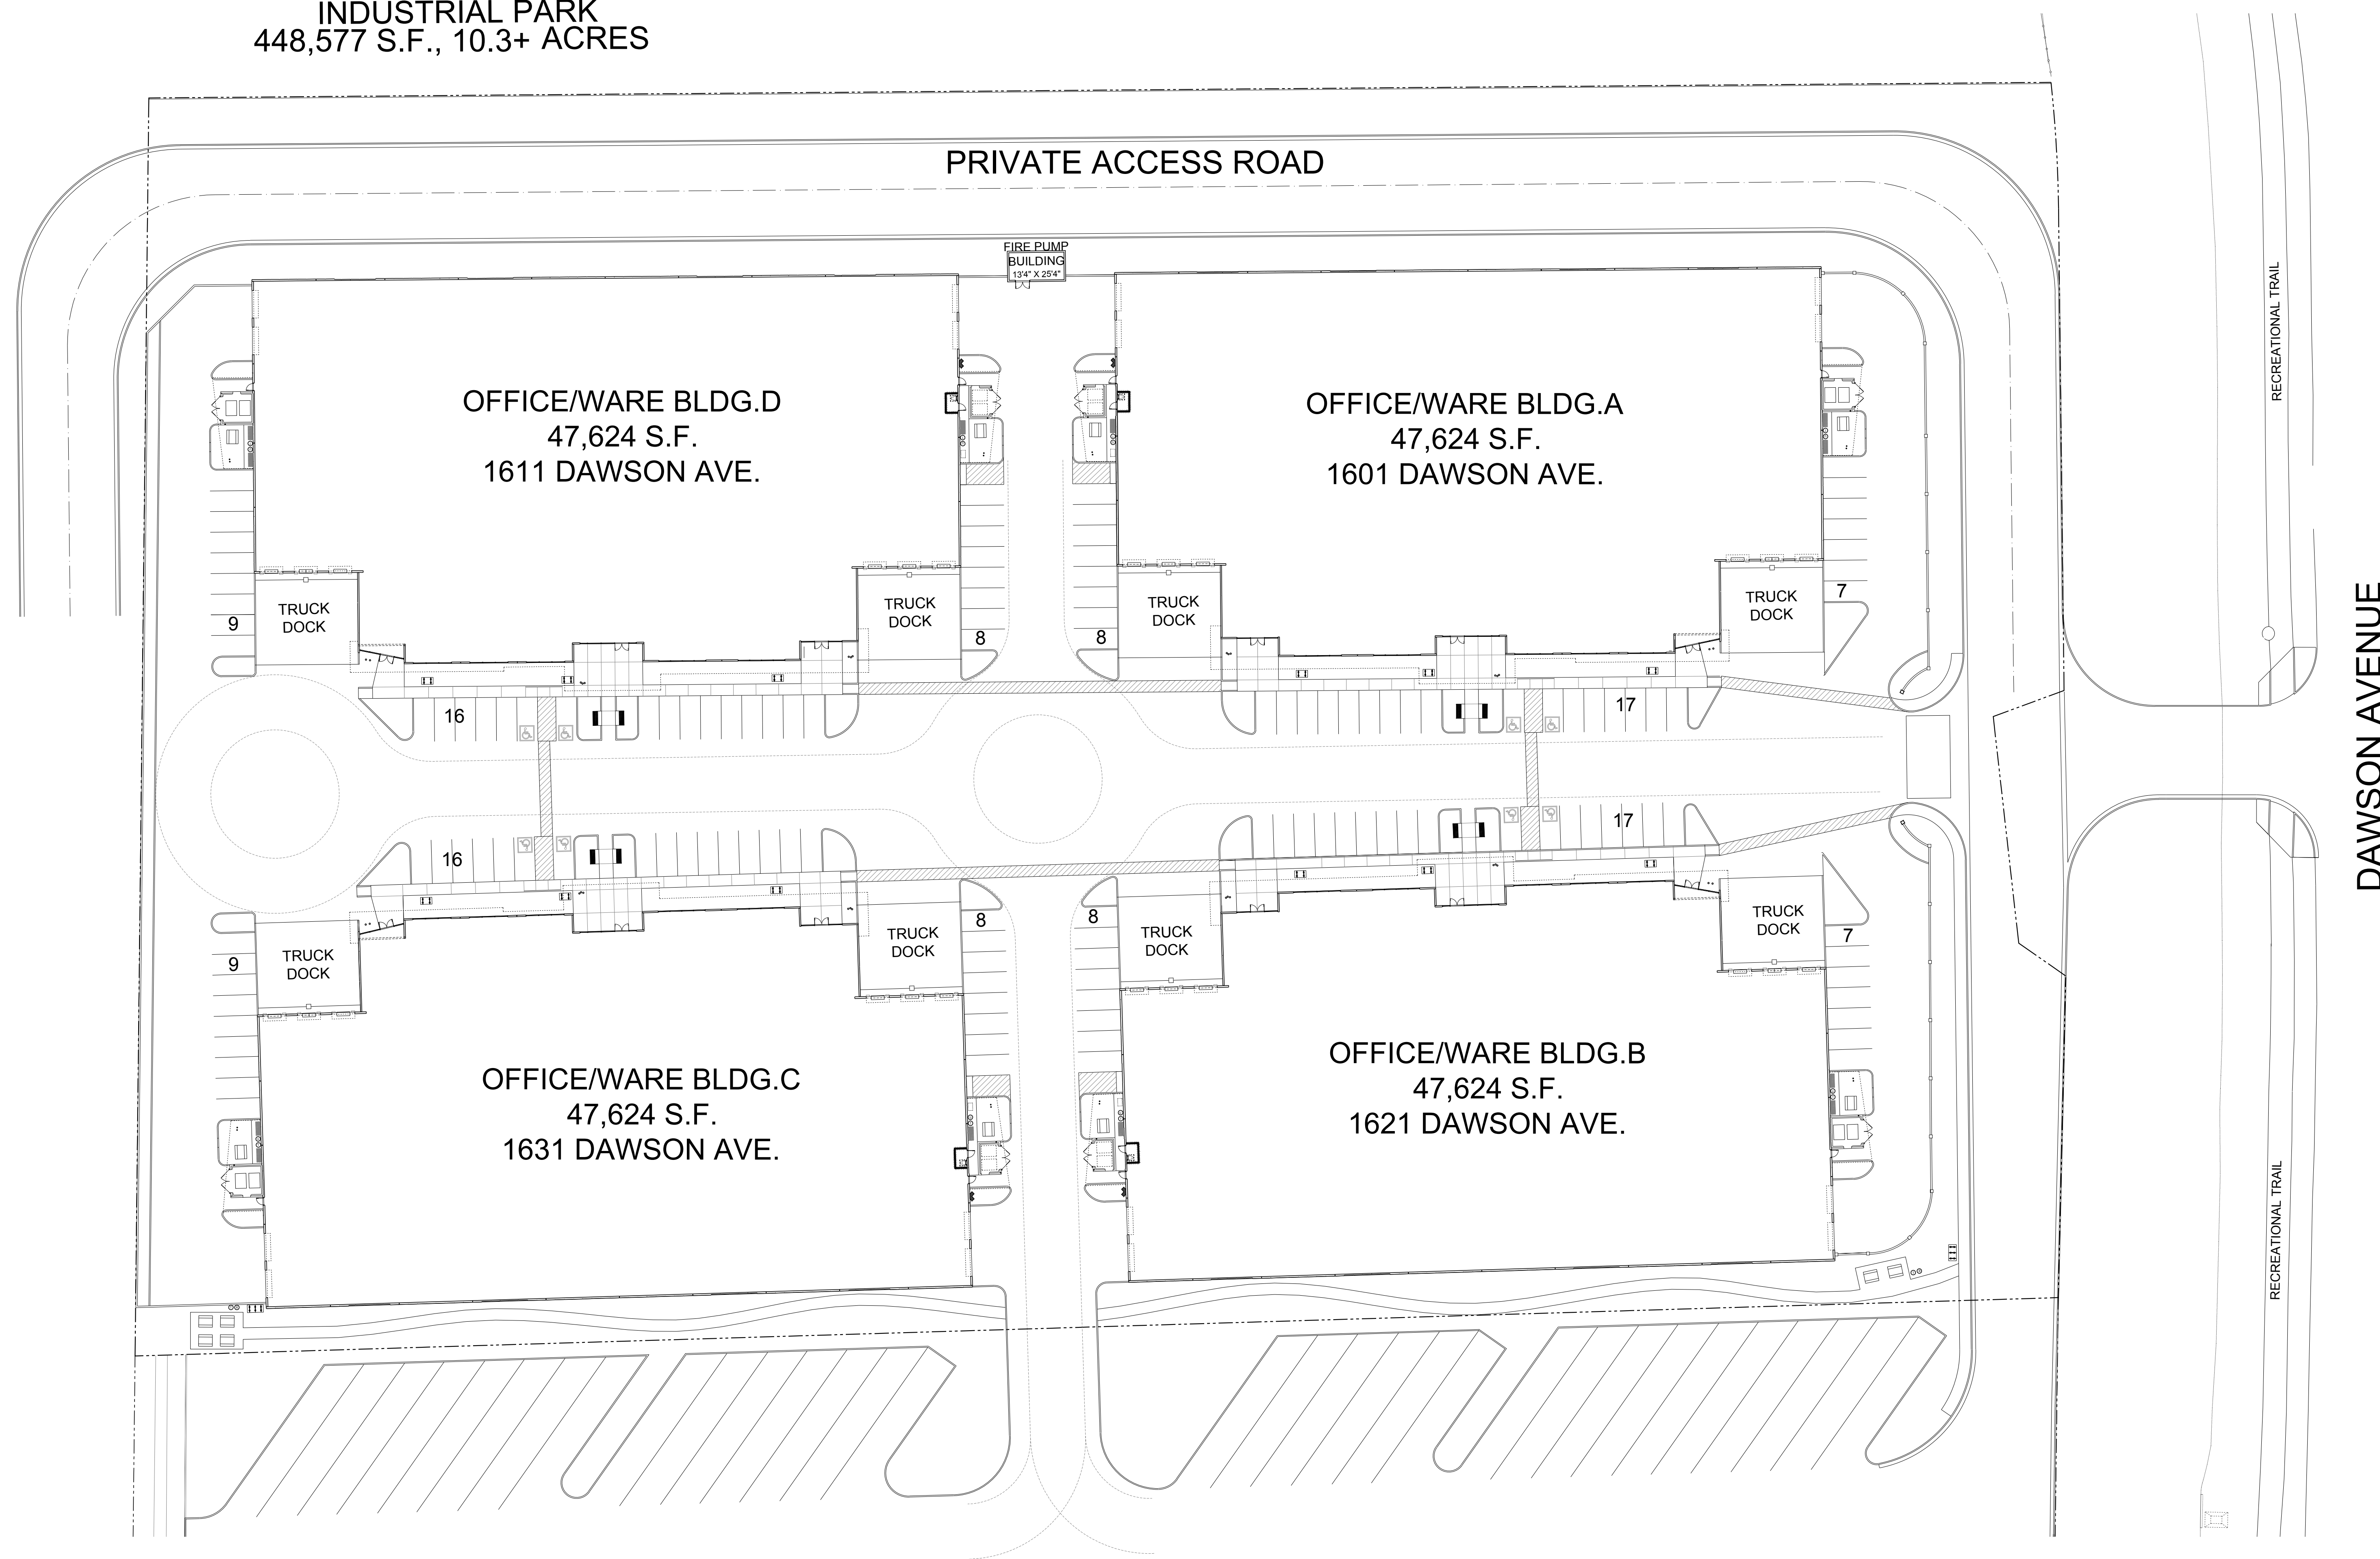 INDUSTRIAL PARK
448,577 S.F., 10.3+ ACRES
PRIVATE ACCESS ROAD
FIRE PUMP
BUILDING
13'4" X 25'4"
OFFICE/WARE BLDG.D
47,624 S.F.
1611 DAWSON AVE.
OFFICE/WARE BLDG.A
47,624 S.F.
1601 DAWSON AVE.
RECREATIONAL TRAIL
DAWSON AVENUE
9
TRUCK
DOCK
TRUCK
DOCK
8
8
TRUCK
DOCK
TRUCK
DOCK
7
16
17
16
17
9
TRUCK
DOCK
TRUCK
DOCK
8
8
TRUCK
DOCK
TRUCK
DOCK
7
OFFICE/WARE BLDG.C
47,624 S.F.
1631 DAWSON AVE.
OFFICE/WARE BLDG.B
47,624 S.F.
1621 DAWSON AVE.
RECREATIONAL TRAIL